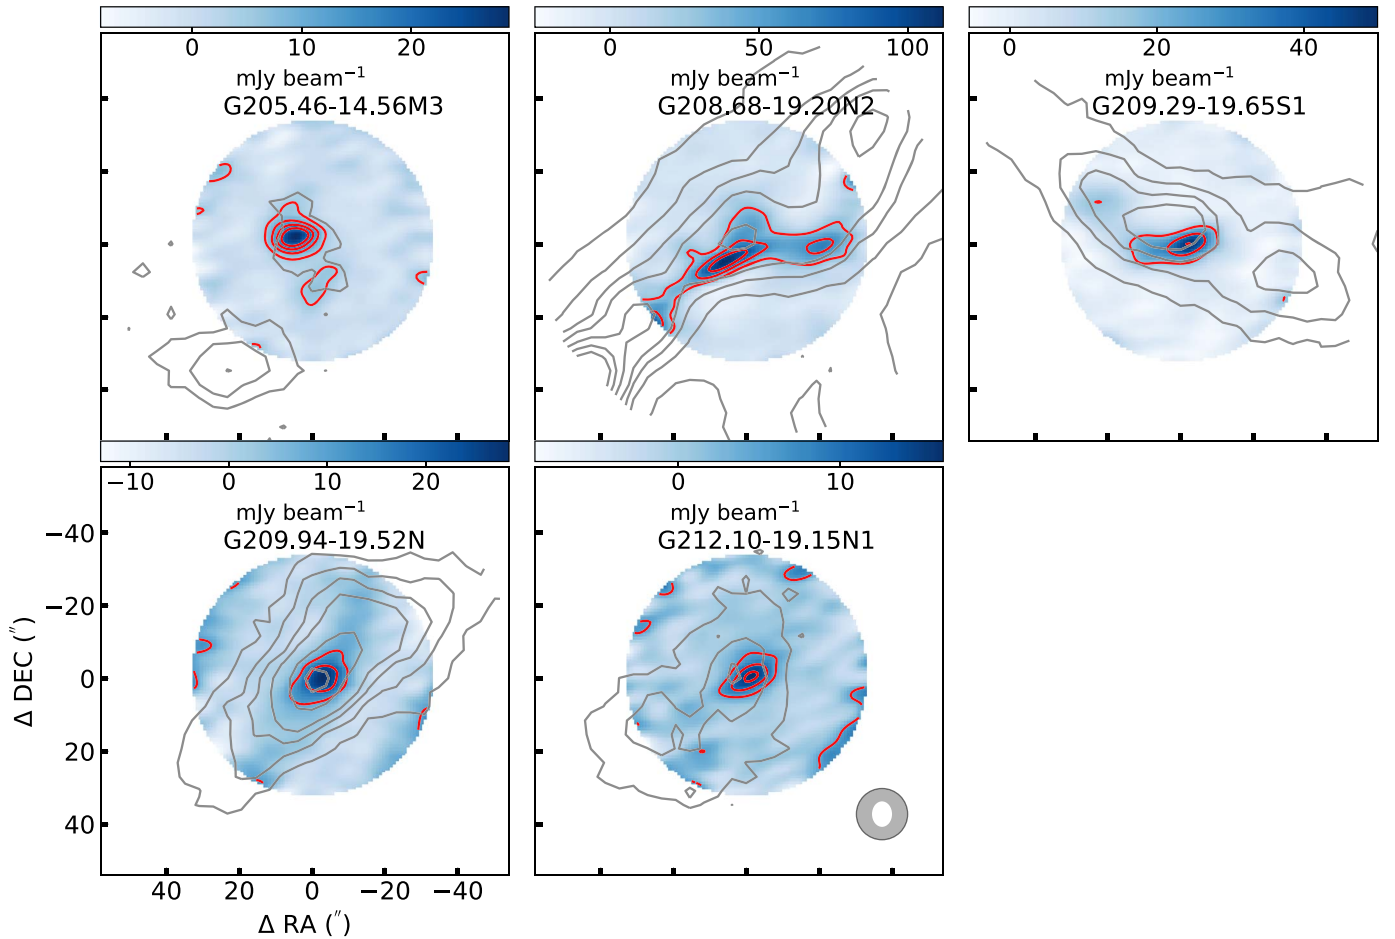 0 10 20
mJy beam⁻¹
G205.46-14.56M3
0 50 100
mJy beam⁻¹
G208.68-19.20N2
0 20 40
mJy beam⁻¹
G209.29-19.65S1
−10 0 10 20
mJy beam⁻¹
G209.94-19.52N
0 10
mJy beam⁻¹
G212.10-19.15N1
−40
−20
0
20
40
Δ DEC (″)
40 20 0 −20 −40
Δ RA (″)